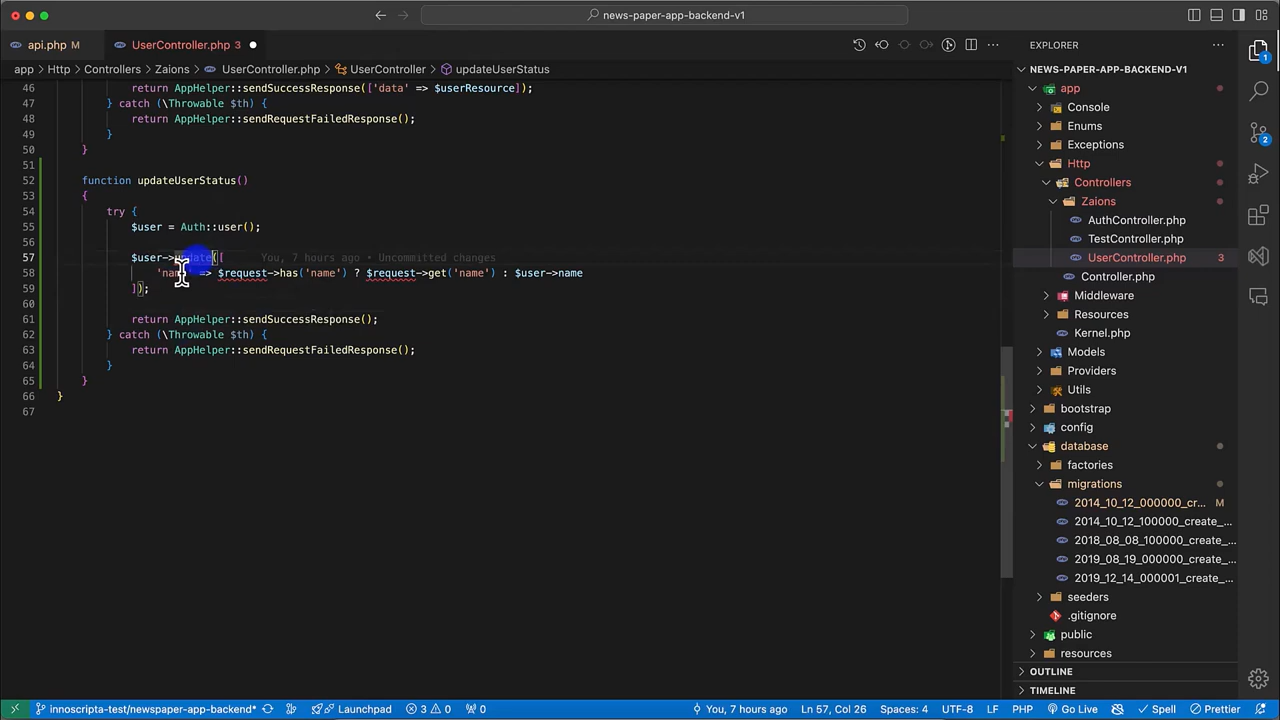 news-paper-app-backend-v1
api.php M
UserController.php 3
EXPLORER
app > Http > Controllers > Zaions > UserController.php > UserController > updateUserStatus
46 return AppHelper::sendSuccessResponse(['data' => $userResource]);
47 } catch (\Throwable $th) {
48 return AppHelper::sendRequestFailedResponse();
49 }
50 }
51
52 function updateUserStatus()
53 {
54 try {
55 $user = Auth::user();
56
57 $user->update([ You, 7 hours ago • Uncommitted changes
58 'name' => $request->has('name') ? $request->get('name') : $user->name
59 ]);
60
61 return AppHelper::sendSuccessResponse();
62 } catch (\Throwable $th) {
63 return AppHelper::sendRequestFailedResponse();
64 }
65 }
66 }
67
NEWS-PAPER-APP-BACKEND-V1
app
Console
Enums
Exceptions
Http
Controllers
Zaions
AuthController.php
TestController.php
UserController.php 3
Controller.php
Middleware
Resources
Kernel.php
Models
Providers
Utils
bootstrap
config
database
factories
migrations
2014_10_12_000000_cr... M
2014_10_12_100000_create_...
2018_08_08_100000_create_...
2019_08_19_000000_create_...
2019_12_14_000001_create_...
seeders
.gitignore
public
resources
OUTLINE
TIMELINE
1
2
innoscripta-test/newspaper-app-backend* Launchpad 3 0 0 You, 7 hours ago Ln 57, Col 26 Spaces: 4 UTF-8 LF PHP Go Live Spell Prettier